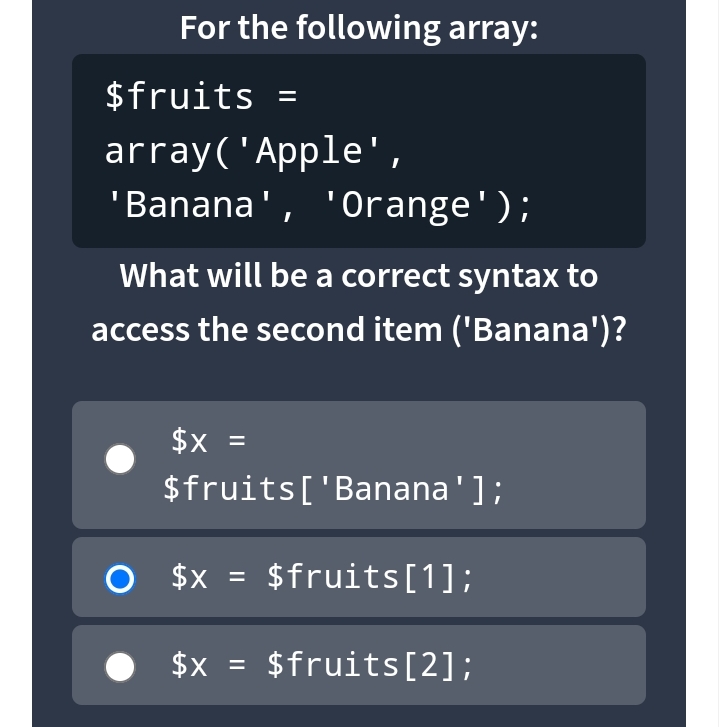 For the following array:
$fruits =
array('Apple',
'Banana', 'Orange');
What will be a correct syntax to
access the second item ('Banana')?
$x =
$fruits['Banana'];
$x = $fruits[1];
$x = $fruits[2];